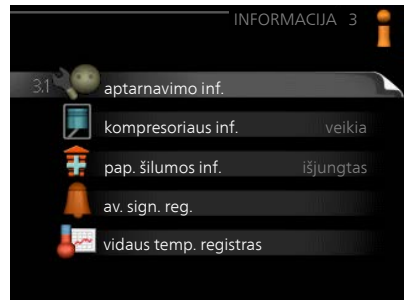 INFORMACIJA 3
3.1 aptarnavimo inf.
kompresoriaus inf. veikia
pap. šilumos inf. išjungtas
av. sign. reg.
vidaus temp. registras